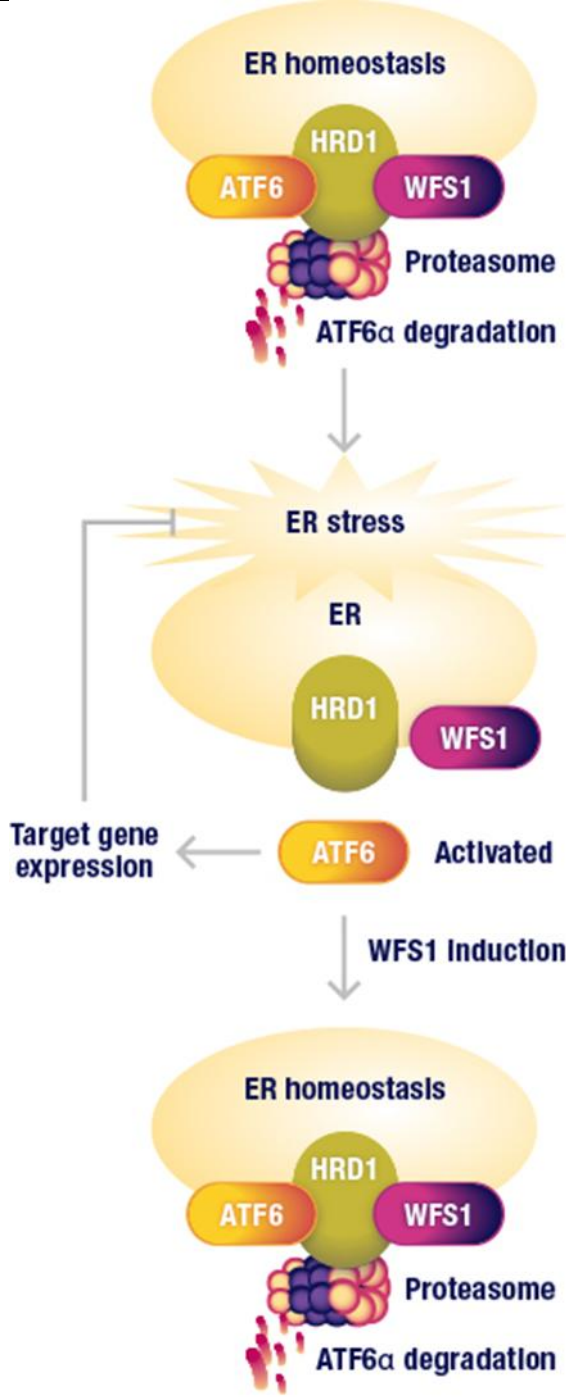 ER homeostasis
HRD1
ATF6
WFS1
Proteasome
ATF6α degradation
ER stress
ER
HRD1
WFS1
Target gene
expression
ATF6
Activated
WFS1 induction
ER homeostasis
HRD1
ATF6
WFS1
Proteasome
ATF6α degradation